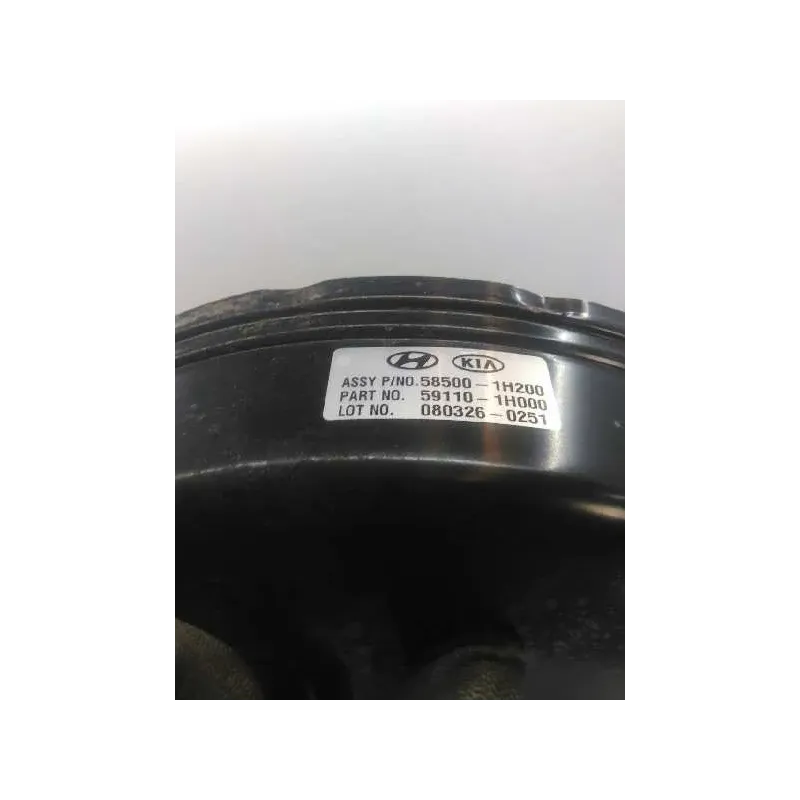 KIA
ASSY P/NO. 58500-1H200
PART NO. 59110-1H000
LOT NO. 080326-0251